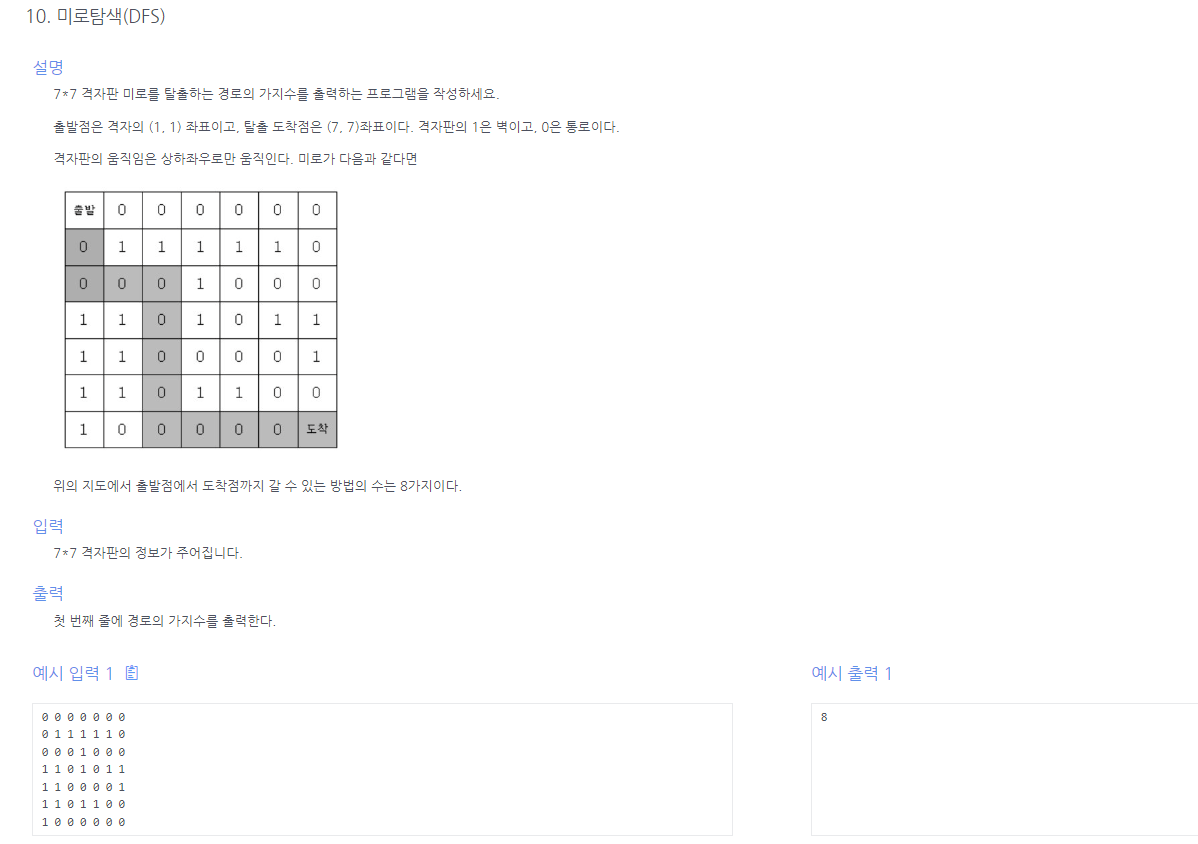 10. 미로탐색(DFS)
설명
7*7 격자판 미로를 탈출하는 경로의 가지수를 출력하는 프로그램을 작성하세요.
출발점은 격자의 (1, 1) 좌표이고, 탈출 도착점은 (7, 7)좌표이다. 격자판의 1은 벽이고, 0은 통로이다.
격자판의 움직임은 상하좌우로만 움직인다. 미로가 다음과 같다면
출발 0 0 0 0 0 0
0 1 1 1 1 1 0
0 0 0 1 0 0 0
1 1 0 1 0 1 1
1 1 0 0 0 0 1
1 1 0 1 1 0 0
1 0 0 0 0 0 도착
위의 지도에서 출발점에서 도착점까지 갈 수 있는 방법의 수는 8가지이다.
입력
7*7 격자판의 정보가 주어집니다.
출력
첫 번째 줄에 경로의 가지수를 출력한다.
예시 입력 1
0 0 0 0 0 0 0
0 1 1 1 1 1 0
0 0 0 1 0 0 0
1 1 0 1 0 1 1
1 1 0 0 0 0 1
1 1 0 1 1 0 0
1 0 0 0 0 0 0
예시 출력 1
8